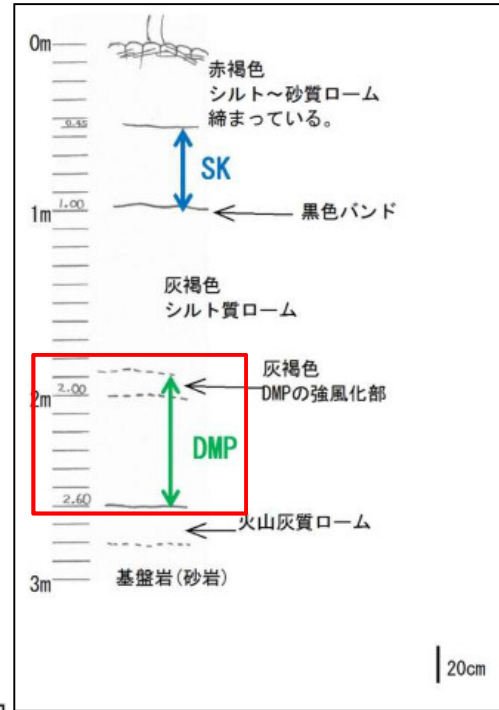 0m
赤褐色
シルト～砂質ローム
締まっている。
0.45
SK
1.00
1m
黒色バンド
灰褐色
シルト質ローム
灰褐色
DMPの強風化部
2.00
2m
DMP
2.60
火山灰質ローム
基盤岩(砂岩)
3m
20cm